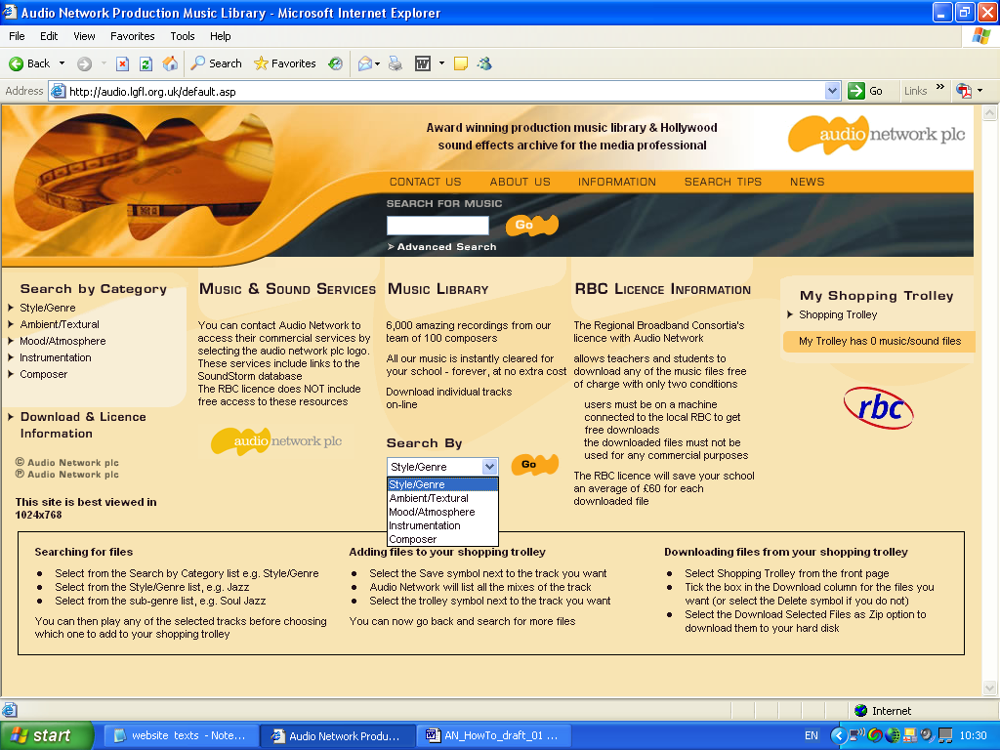 Audio Network Production Music Library - Microsoft Internet Explorer
File Edit View Favorites Tools Help
Back Search Favorites
Address http://audio.lgfl.org.uk/default.asp Go Links »
Award winning production music library & Hollywood
sound effects archive for the media professional
audio network plc
CONTACT US ABOUT US INFORMATION SEARCH TIPS NEWS
SEARCH FOR MUSIC
Go
> Advanced Search
Search by Category
Style/Genre
Ambient/Textural
Mood/Atmosphere
Instrumentation
Composer
Download & Licence
Information
© Audio Network plc
℗ Audio Network plc
This site is best viewed in
1024x768
Music & Sound Services
You can contact Audio Network to
access their commercial services by
selecting the audio network plc logo.
These services include links to the
SoundStorm database
The RBC licence does NOT include
free access to these resources
audio network plc
Music Library
6,000 amazing recordings from our
team of 100 composers
All our music is instantly cleared for
your school - forever, at no extra cost
Download individual tracks
on-line
Search By
Style/Genre Go
Style/Genre
Ambient/Textural
Mood/Atmosphere
Instrumentation
Composer
RBC Licence Information
The Regional Broadband Consortia's
licence with Audio Network
allows teachers and students to
download any of the music files free
of charge with only two conditions
users must be on a machine
connected to the local RBC to get
free downloads
the downloaded files must not be
used for any commercial purposes
The RBC licence will save your school
an average of £60 for each
downloaded file
My Shopping Trolley
Shopping Trolley
My Trolley has 0 music/sound files
rbc
Searching for files
• Select from the Search by Category list e.g. Style/Genre
• Select from the Style/Genre list, e.g. Jazz
• Select from the sub-genre list, e.g. Soul Jazz
You can then play any of the selected tracks before choosing
which one to add to your shopping trolley
Adding files to your shopping trolley
• Select the Save symbol next to the track you want
• Audio Network will list all the mixes of the track
• Select the trolley symbol next to the track you want
You can now go back and search for more files
Downloading files from your shopping trolley
• Select Shopping Trolley from the front page
• Tick the box in the Download column for the files you
want (or select the Delete symbol if you do not)
• Select the Download Selected Files as Zip option to
download them to your hard disk
Internet
start website texts - Note... Audio Network Produ... AN_HowTo_draft_01 ... EN 10:30